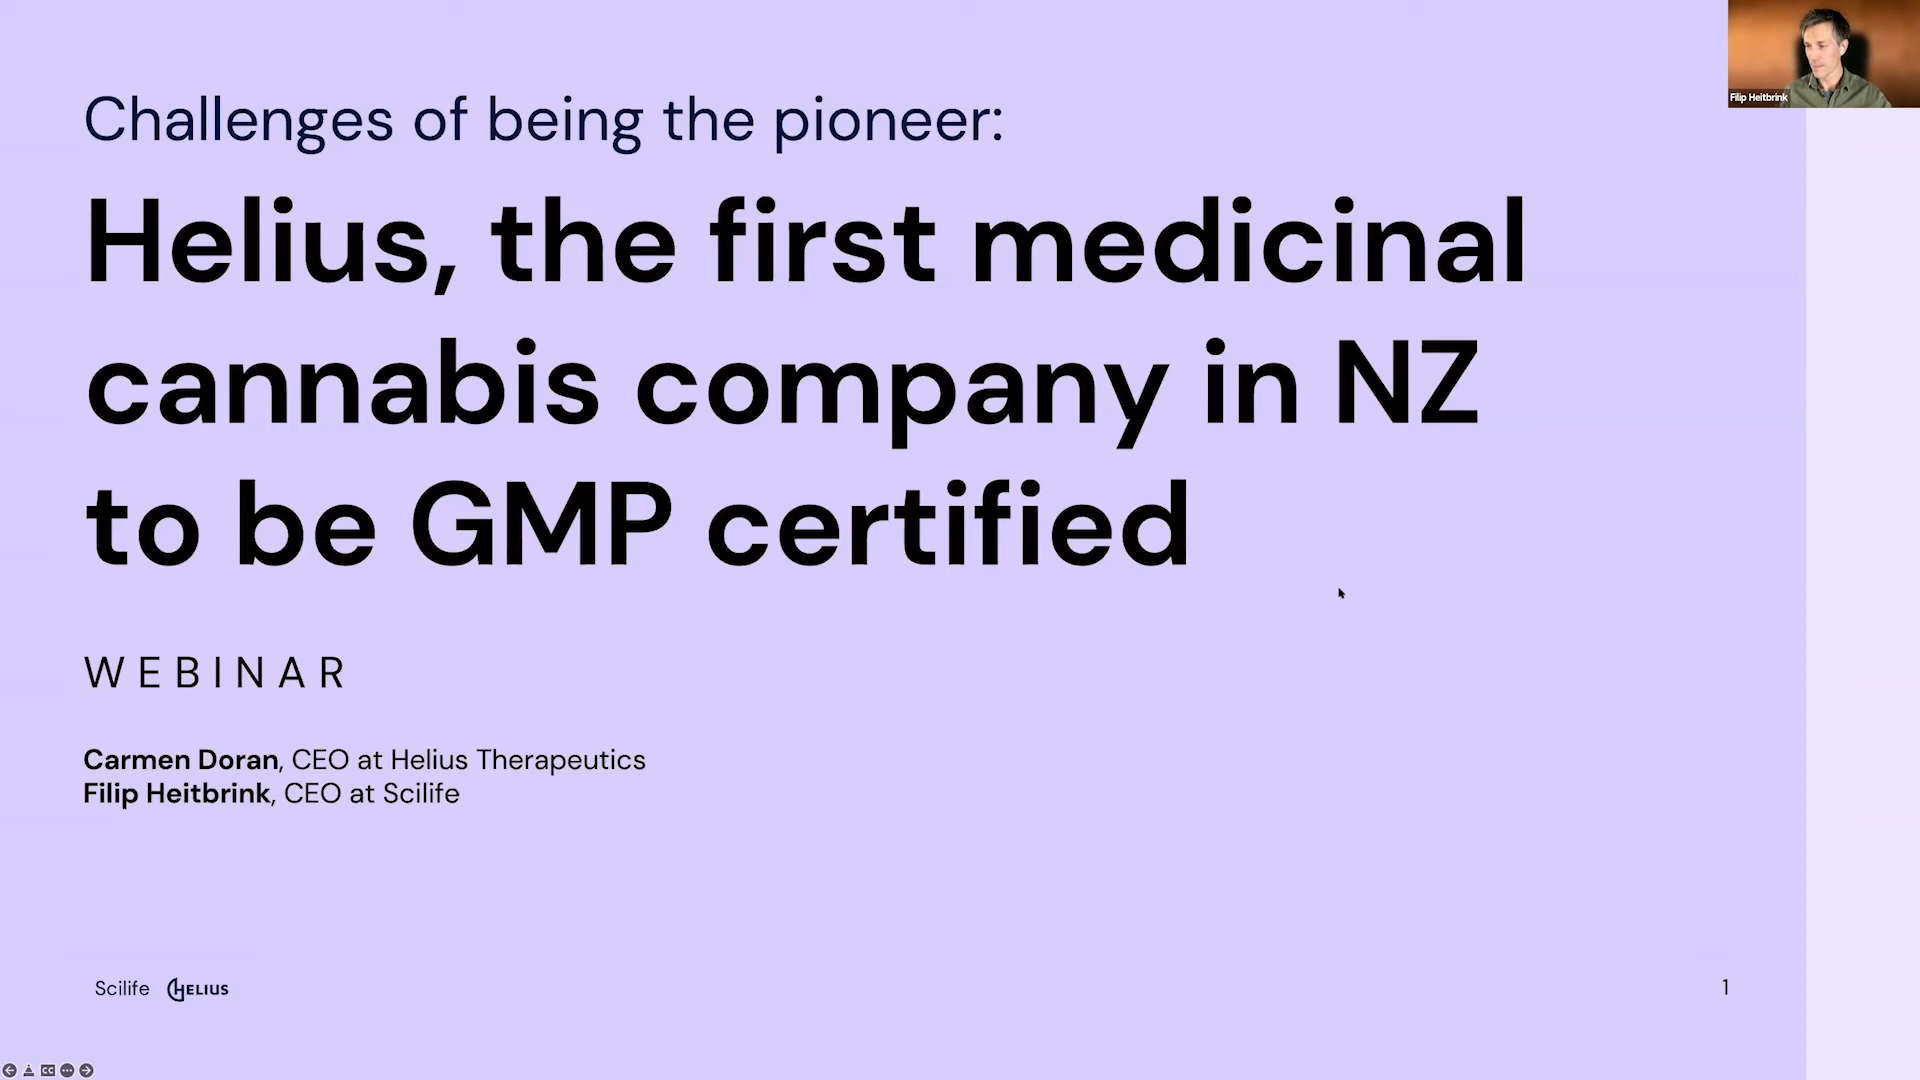 Filip Heitbrink
Challenges of being the pioneer:
Helius, the first medicinal
cannabis company in NZ
to be GMP certified
WEBINAR
Carmen Doran, CEO at Helius Therapeutics
Filip Heitbrink, CEO at Scilife
Scilife HELIUS
1
CC